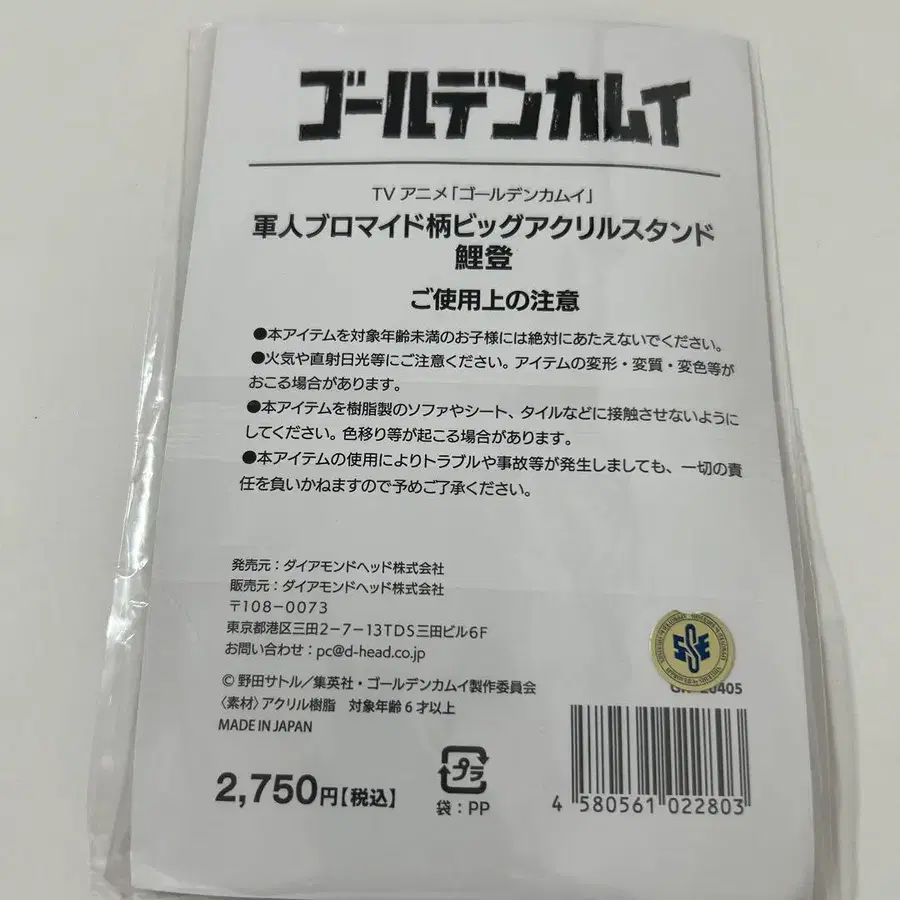 ゴールデンカムイ
TVアニメ「ゴールデンカムイ」
軍人ブロマイド柄ビッグアクリルスタンド
鯉登
ご使用上の注意
●本アイテムを対象年齢未満のお子様には絶対にあたえないでください。
●火気や直射日光等にご注意ください。アイテムの変形・変質・変色等が
おこる場合があります。
●本アイテムを樹脂製のソファやシート、タイルなどに接触させないように
してください。色移り等が起こる場合があります。
●本アイテムの使用によりトラブルや事故等が発生しましても、一切の責
任を負いかねますので予めご了承ください。
発売元：ダイアモンドヘッド株式会社
販売元：ダイアモンドヘッド株式会社
〒108-0073
東京都港区三田2-7-13TDS三田ビル6F
お問い合わせ：pc@d-head.co.jp
© 野田サトル／集英社・ゴールデンカムイ製作委員会
〈素材〉アクリル樹脂 対象年齢6才以上
MADE IN JAPAN
2,750円【税込】
プラ
袋：PP
4 580561 022803